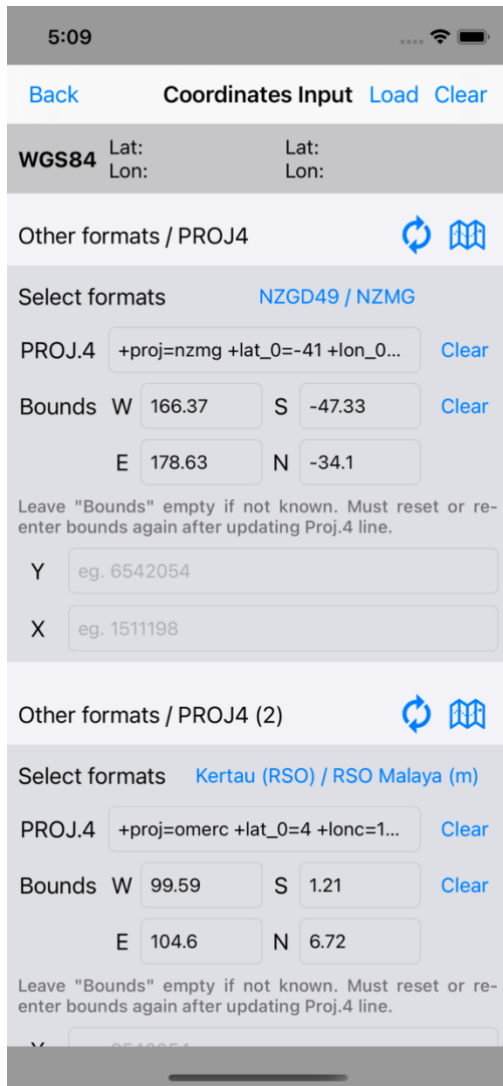 5:09
Back Coordinates Input Load Clear
WGS84 Lat: Lat:
Lon: Lon:
Other formats / PROJ4
Select formats NZGD49 / NZMG
PROJ.4 +proj=nzmg +lat_0=-41 +lon_0... Clear
Bounds W 166.37 S -47.33 Clear
E 178.63 N -34.1
Leave "Bounds" empty if not known. Must reset or re-
enter bounds again after updating Proj.4 line.
Y eg. 6542054
X eg. 1511198
Other formats / PROJ4 (2)
Select formats Kertau (RSO) / RSO Malaya (m)
PROJ.4 +proj=omerc +lat_0=4 +lonc=1... Clear
Bounds W 99.59 S 1.21 Clear
E 104.6 N 6.72
Leave "Bounds" empty if not known. Must reset or re-
enter bounds again after updating Proj.4 line.